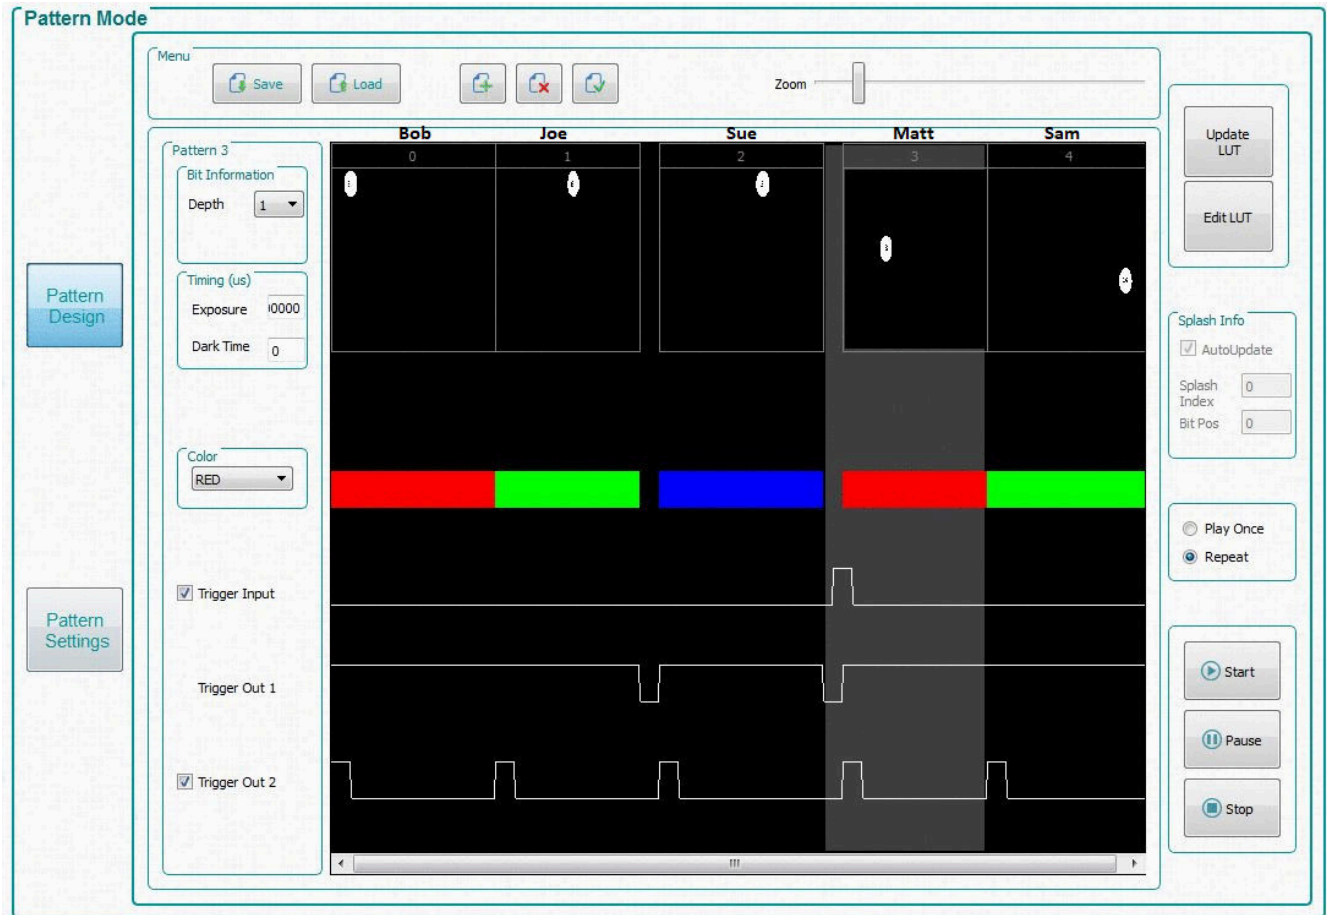 Pattern Mode
Menu
Save
Load
Zoom
Bob Joe Sue Matt Sam
Pattern 3
0 1 2 3 4
Bit Information
Depth 1
Timing (us)
Exposure 00000
Dark Time 0
Color
RED
Trigger Input
Trigger Out 1
Trigger Out 2
Pattern
Design
Pattern
Settings
Update
LUT
Edit LUT
Splash Info
AutoUpdate
Splash
Index
0
Bit Pos 0
Play Once
Repeat
Start
Pause
Stop